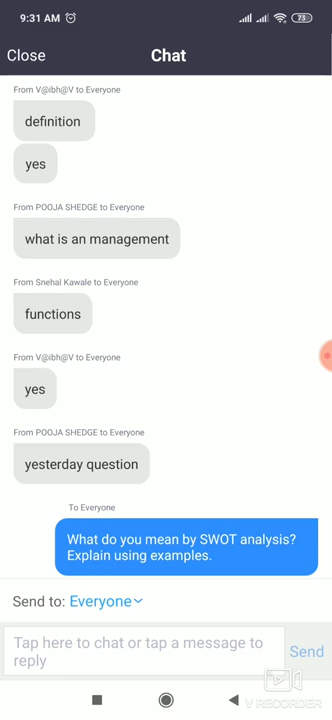 9:31 AM
73
Close
Chat
From V@ibh@V to Everyone
definition
yes
From POOJA SHEDGE to Everyone
what is an management
From Snehal Kawale to Everyone
functions
From V@ibh@V to Everyone
yes
From POOJA SHEDGE to Everyone
yesterday question
To Everyone
What do you mean by SWOT analysis?
Explain using examples.
Send to: Everyone
Tap here to chat or tap a message to
reply
Send
V RECORDER